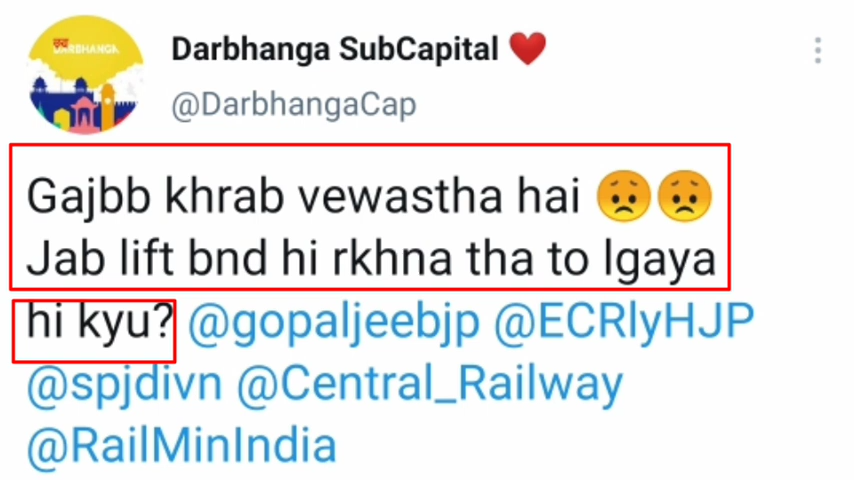 Darbhanga SubCapital ❤️
@DarbhangaCap
Gajbb khrab vewastha hai 😞😞
Jab lift bnd hi rkhna tha to lgaya
hi kyu? @gopaljeebjp @ECRlyHJP
@spjdivn @Central_Railway
@RailMinIndia